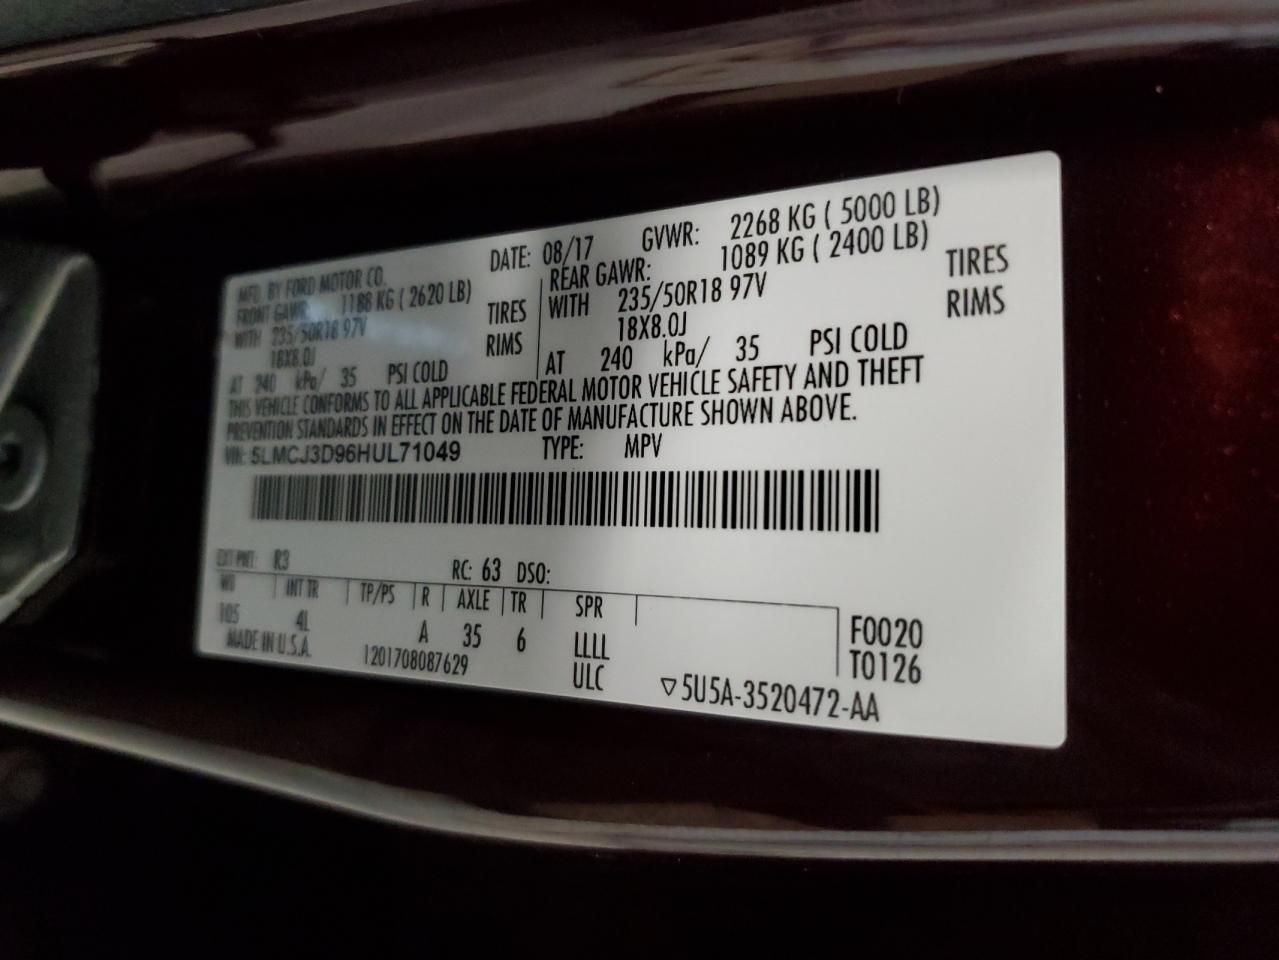 MFD. BY FORD MOTOR CO. DATE: 08/17 GVWR: 2268 KG ( 5000 LB)
FRONT GAWR: 1188 KG ( 2620 LB) REAR GAWR: 1089 KG ( 2400 LB)
WITH 235/50R18 97V TIRES WITH 235/50R18 97V TIRES
18X8.0J RIMS 18X8.0J RIMS
AT 240 kPa/ 35 PSI COLD AT 240 kPa/ 35 PSI COLD
THIS VEHICLE CONFORMS TO ALL APPLICABLE FEDERAL MOTOR VEHICLE SAFETY AND THEFT
PREVENTION STANDARDS IN EFFECT ON THE DATE OF MANUFACTURE SHOWN ABOVE.
VIN: 5LMCJ3D96HUL71049 TYPE: MPV
EXT PNT: R3 RC: 63 DSO:
WB INT TR TP/PS R AXLE TR SPR
105 4L A 35 6 LLLL F0020
MADE IN U.S.A. 1201708087629 ULC T0126
▽5U5A-3520472-AA